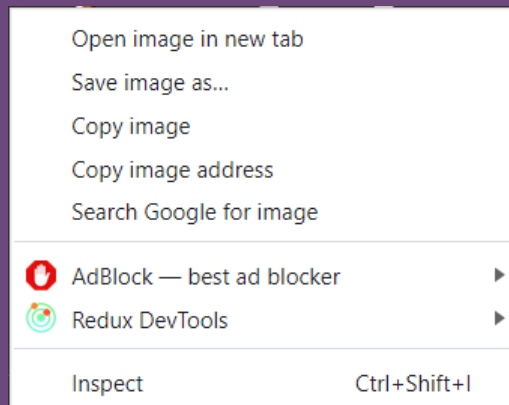 Open image in new tab
Save image as...
Copy image
Copy image address
Search Google for image
AdBlock — best ad blocker
Redux DevTools
Inspect Ctrl+Shift+I